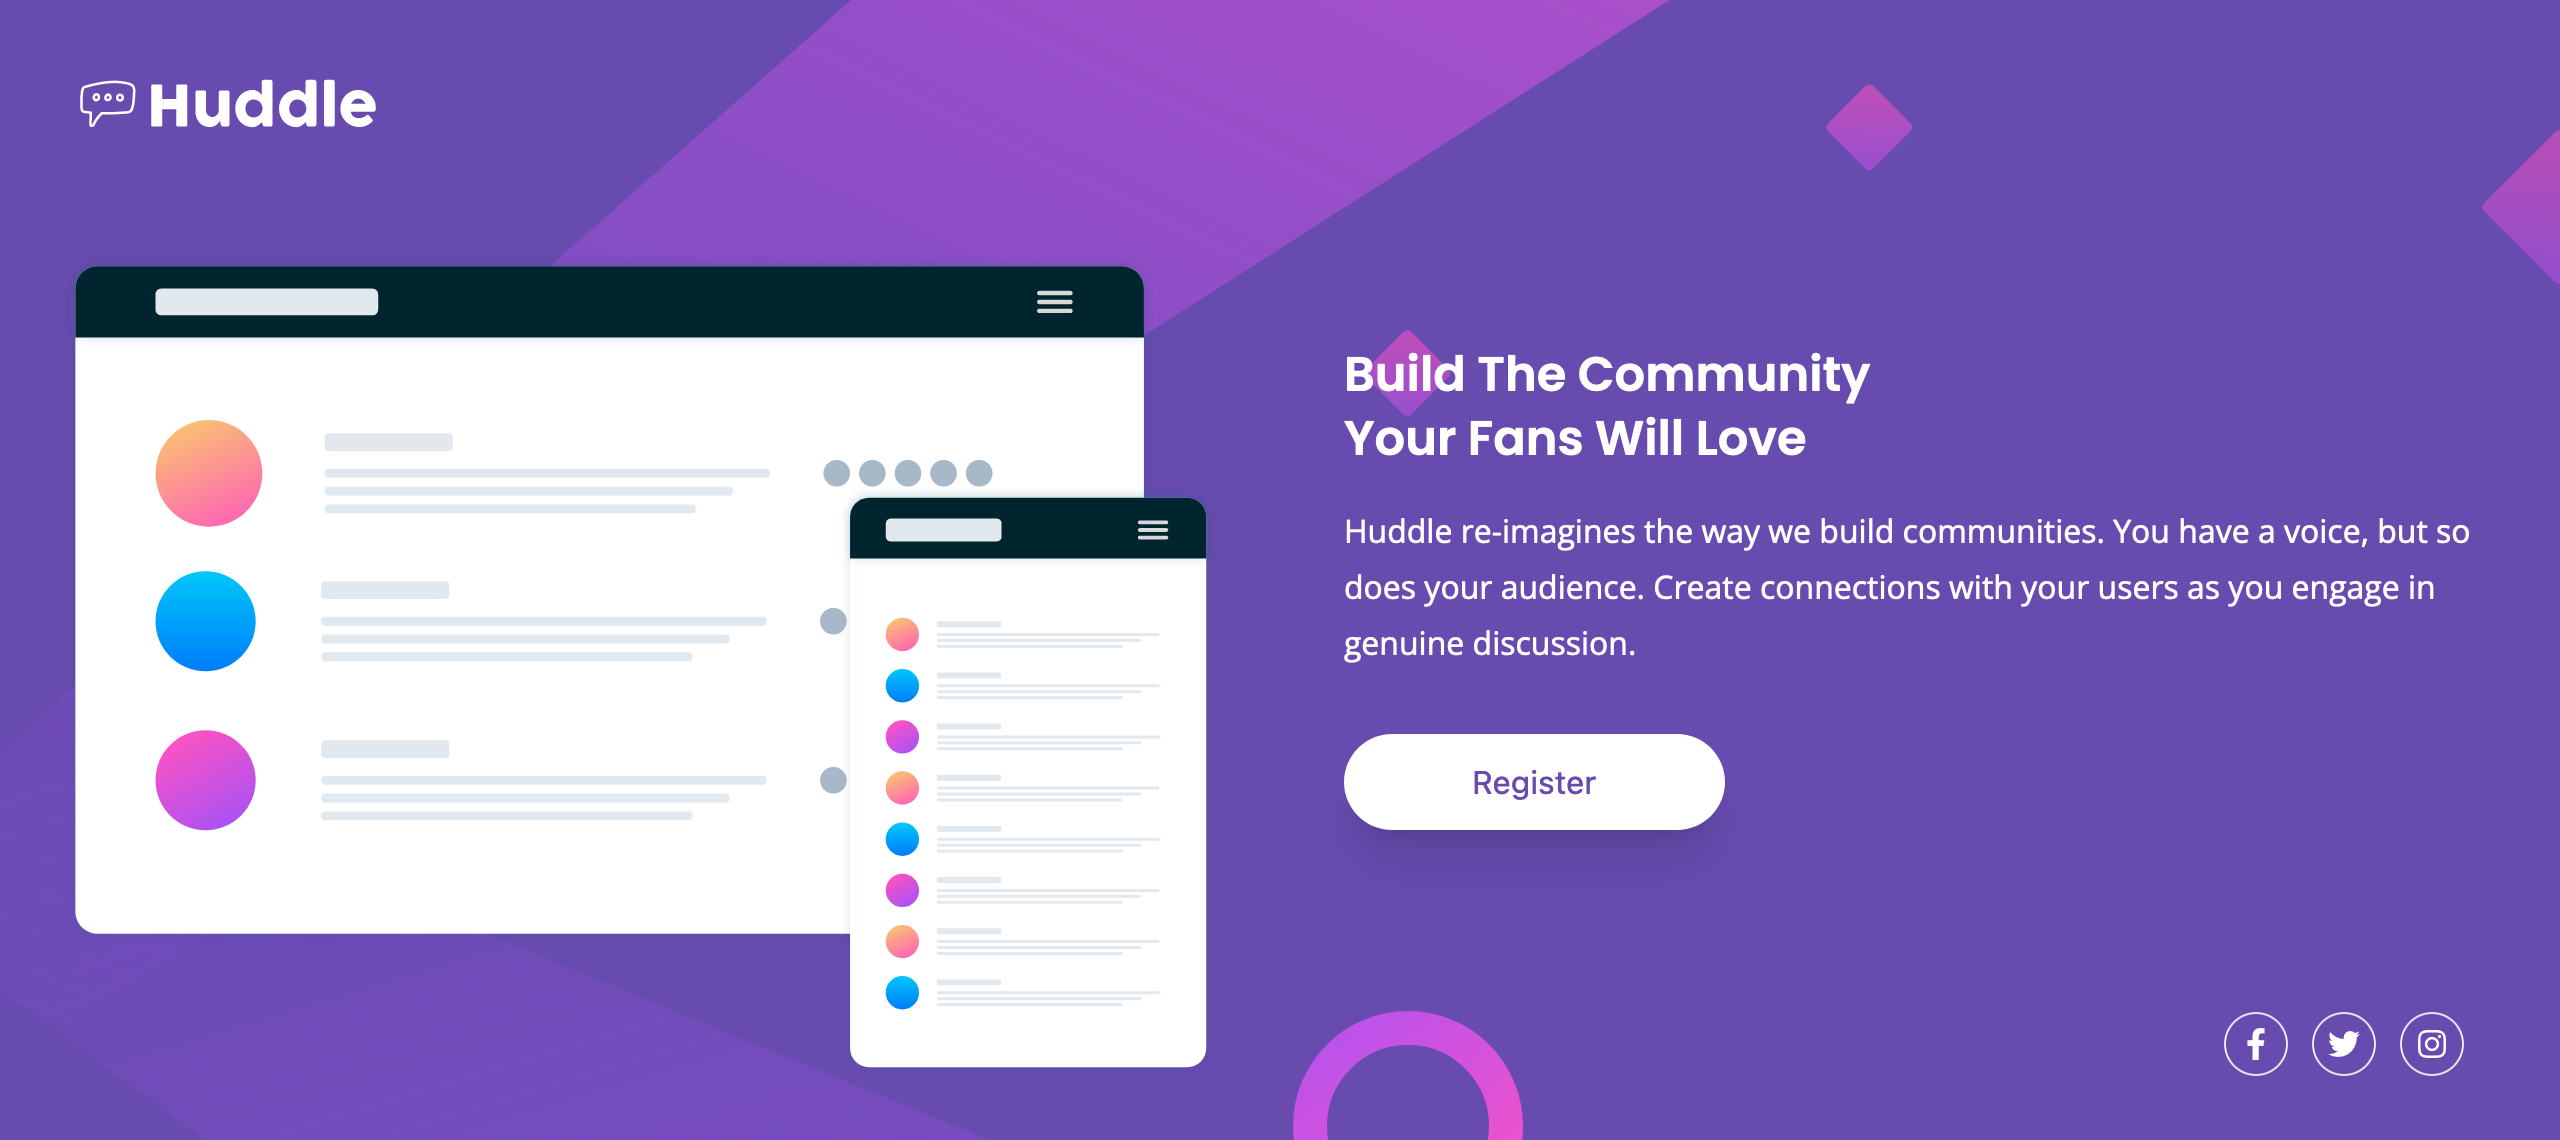 Huddle
Build The Community
Your Fans Will Love
Huddle re-imagines the way we build communities. You have a voice, but so
does your audience. Create connections with your users as you engage in
genuine discussion.
Register